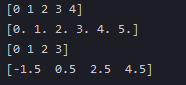 [0 1 2 3 4]
[0. 1. 2. 3. 4. 5.]
[0 1 2 3]
[-1.5  0.5  2.5  4.5]